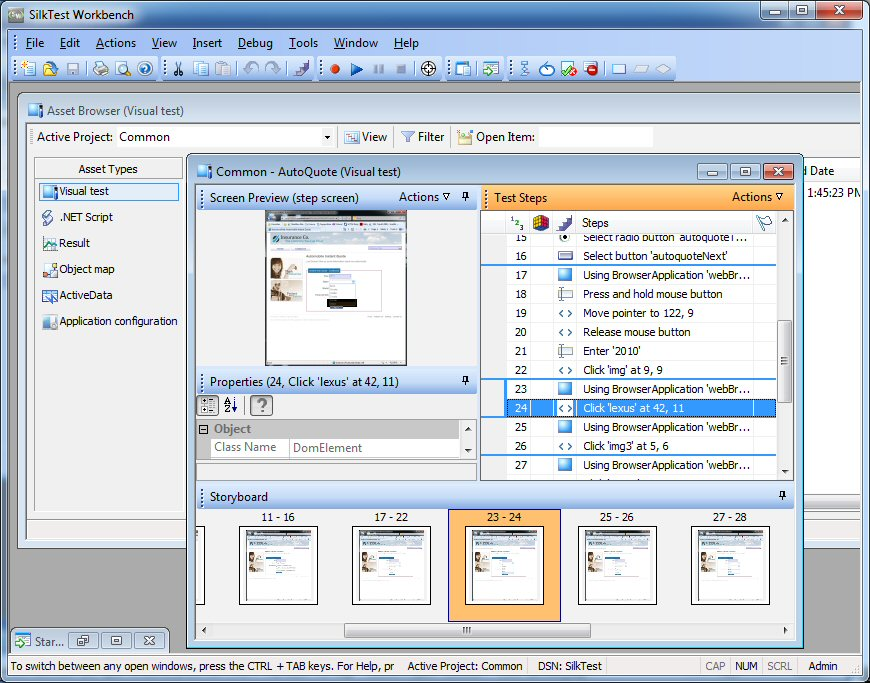 SilkTest Workbench
File Edit Actions View Insert Debug Tools Window Help
Asset Browser (Visual test)
Active Project: Common View Filter Open Item:
Asset Types
Visual test
.NET Script
Result
Object map
ActiveData
Application configuration
d Date
1:45:23 PM
Common - AutoQuote (Visual test)
Screen Preview (step screen) Actions
Insurance Co.
Properties (24, Click 'lexus' at 42, 11)
Object
Class Name DomElement
Test Steps Actions
Steps
15 Select radio button 'autoquoteT...
16 Select button 'autoquoteNext'
17 Using BrowserApplication 'webBr...
18 Press and hold mouse button
19 Move pointer to 122, 9
20 Release mouse button
21 Enter '2010'
22 Click 'img' at 9, 9
23 Using BrowserApplication 'webBr...
24 Click 'lexus' at 42, 11
25 Using BrowserApplication 'webBr...
26 Click 'img3' at 5, 6
27 Using BrowserApplication 'webBr...
Storyboard
11 - 16 17 - 22 23 - 24 25 - 26 27 - 28
Star...
To switch between any open windows, press the CTRL + TAB keys. For Help, pr Active Project: Common DSN: SilkTest CAP NUM SCRL Admin